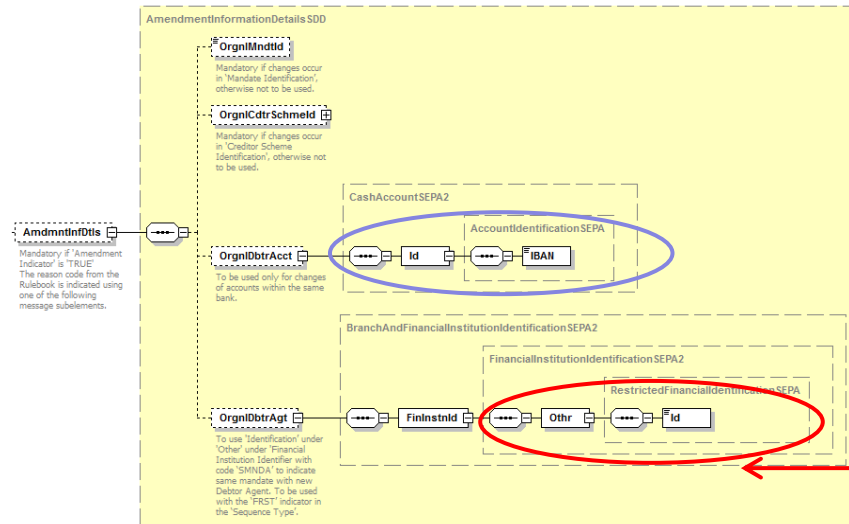 AmendmentInformationDetailsSDD
OrgnlMndtId
Mandatory if changes occur
in 'Mandate Identification',
otherwise not to be used.
OrgnlCdtrSchmeId
Mandatory if changes occur
in 'Creditor Scheme
Identification', otherwise not
to be used.
CashAccountSEPA2
AccountIdentificationSEPA
AmdmntInfDtls
Mandatory if 'Amendment
Indicator' is 'TRUE'
The reason code from the
Rulebook is indicated using
one of the following
message subelements.
OrgnlDbtrAcct
Id
IBAN
To be used only for changes
of accounts within the same
bank.
BranchAndFinancialInstitutionIdentificationSEPA2
FinancialInstitutionIdentificationSEPA2
RestrictedFinancialIdentificationSEPA
OrgnlDbtrAgt
FinInstnId
Othr
Id
To use 'Identification' under
'Other' under 'Financial
Institution Identifier with
code 'SMNDA' to indicate
same mandate with new
Debtor Agent. To be used
with the 'FRST' indicator in
the 'Sequence Type'.